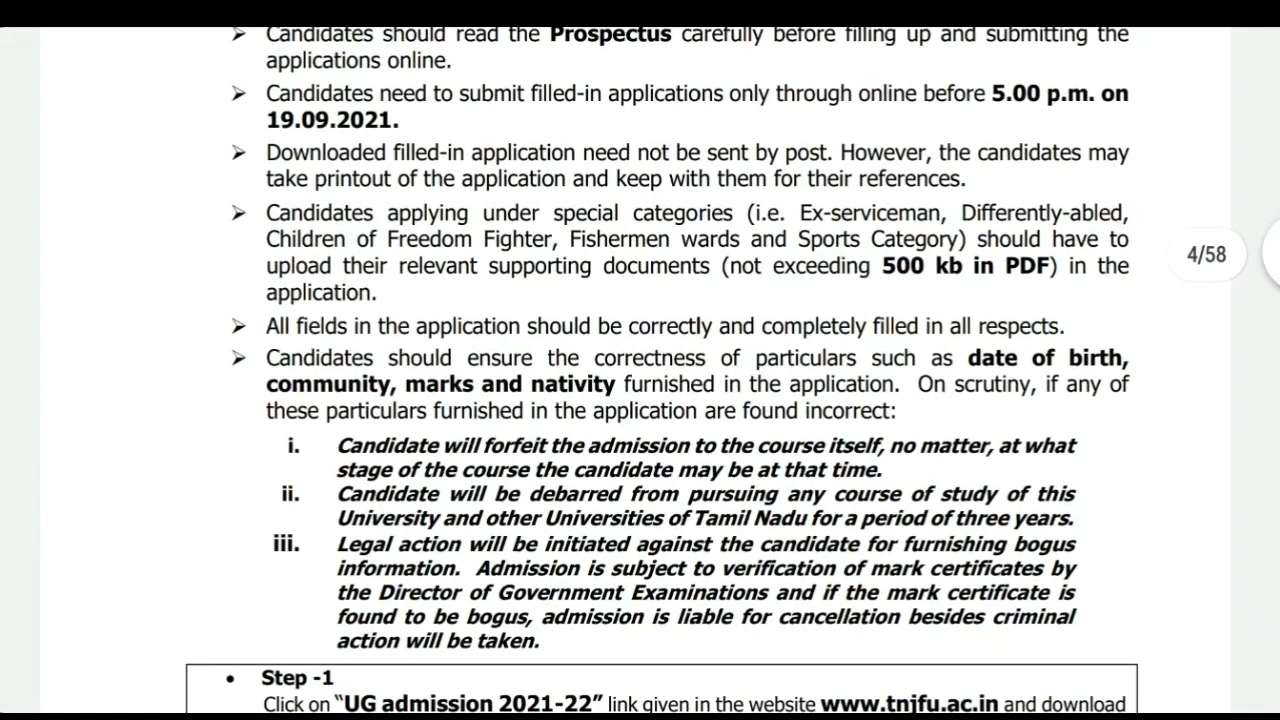 ➢ Candidates should read the Prospectus carefully before filling up and submitting the
applications online.
➢ Candidates need to submit filled-in applications only through online before 5.00 p.m. on
19.09.2021.
➢ Downloaded filled-in application need not be sent by post. However, the candidates may
take printout of the application and keep with them for their references.
➢ Candidates applying under special categories (i.e. Ex-serviceman, Differently-abled,
Children of Freedom Fighter, Fishermen wards and Sports Category) should have to
upload their relevant supporting documents (not exceeding 500 kb in PDF) in the
application.
4/58
➢ All fields in the application should be correctly and completely filled in all respects.
➢ Candidates should ensure the correctness of particulars such as date of birth,
community, marks and nativity furnished in the application. On scrutiny, if any of
these particulars furnished in the application are found incorrect:
i. Candidate will forfeit the admission to the course itself, no matter, at what
stage of the course the candidate may be at that time.
ii. Candidate will be debarred from pursuing any course of study of this
University and other Universities of Tamil Nadu for a period of three years.
iii. Legal action will be initiated against the candidate for furnishing bogus
information. Admission is subject to verification of mark certificates by
the Director of Government Examinations and if the mark certificate is
found to be bogus, admission is liable for cancellation besides criminal
action will be taken.
• Step -1
Click on "UG admission 2021-22" link given in the website www.tnjfu.ac.in and download